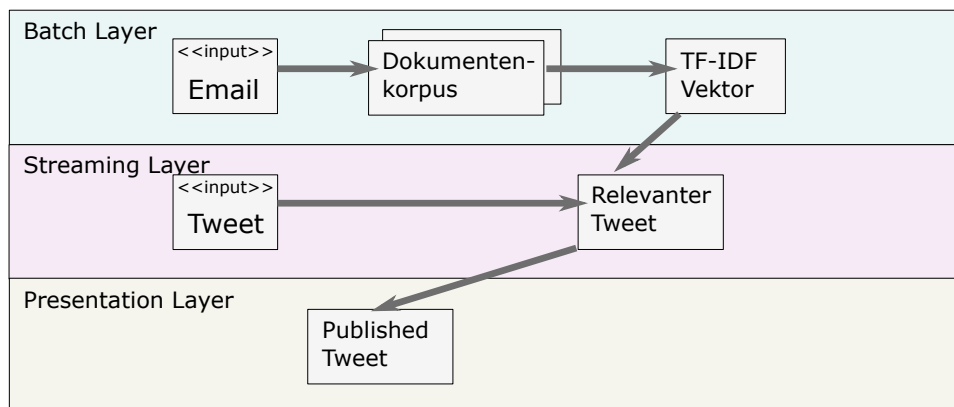 Batch Layer
<<input>>
Email
Dokumenten-
korpus
TF-IDF
Vektor
Streaming Layer
<<input>>
Tweet
Relevanter
Tweet
Presentation Layer
Published
Tweet